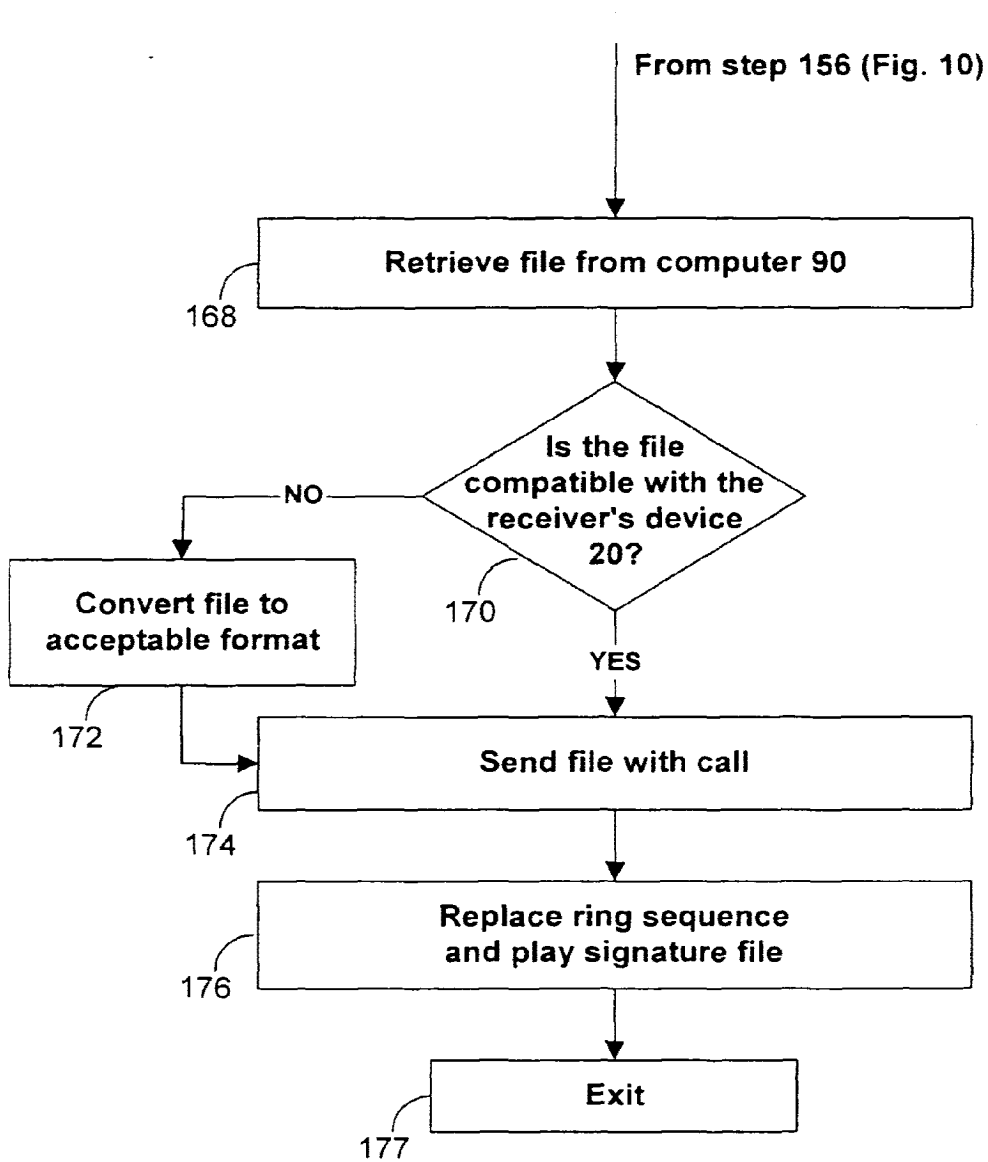 From step 156 (Fig. 10)
Retrieve file from computer 90
168
Is the file
compatible with the
receiver's device
20?
NO
170
Convert file to
acceptable format
YES
172
Send file with call
174
Replace ring sequence
and play signature file
176
Exit
177